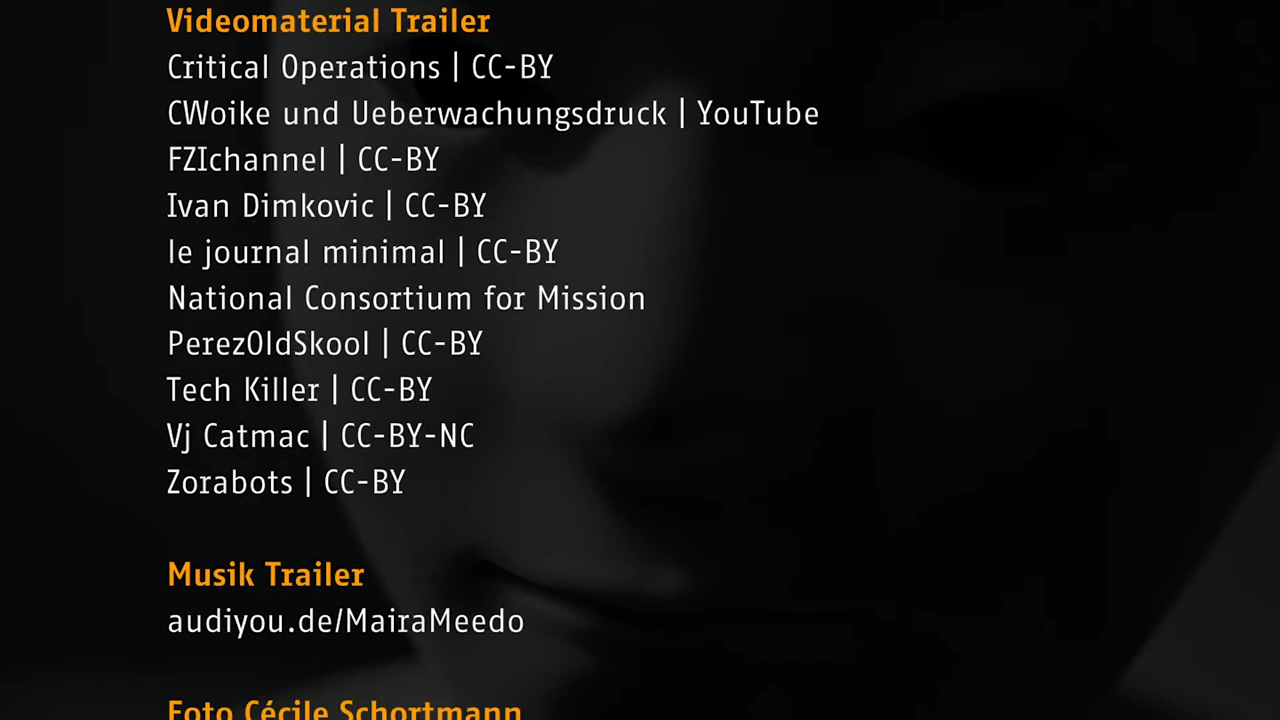 Videomaterial Trailer
Critical Operations | CC-BY
CWoike und Ueberwachungsdruck | YouTube
FZIchannel | CC-BY
Ivan Dimkovic | CC-BY
le journal minimal | CC-BY
National Consortium for Mission
PerezOldSkool | CC-BY
Tech Killer | CC-BY
Vj Catmac | CC-BY-NC
Zorabots | CC-BY
Musik Trailer
audiyou.de/MairaMeedo
Foto Cécile Schortmann